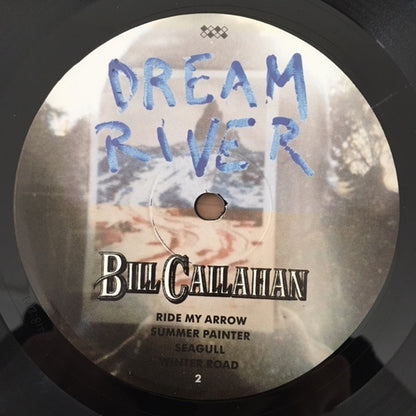 DREAM
RIVER
BILL CALLAHAN
RIDE MY ARROW
SUMMER PAINTER
SEAGULL
WINTER ROAD
2